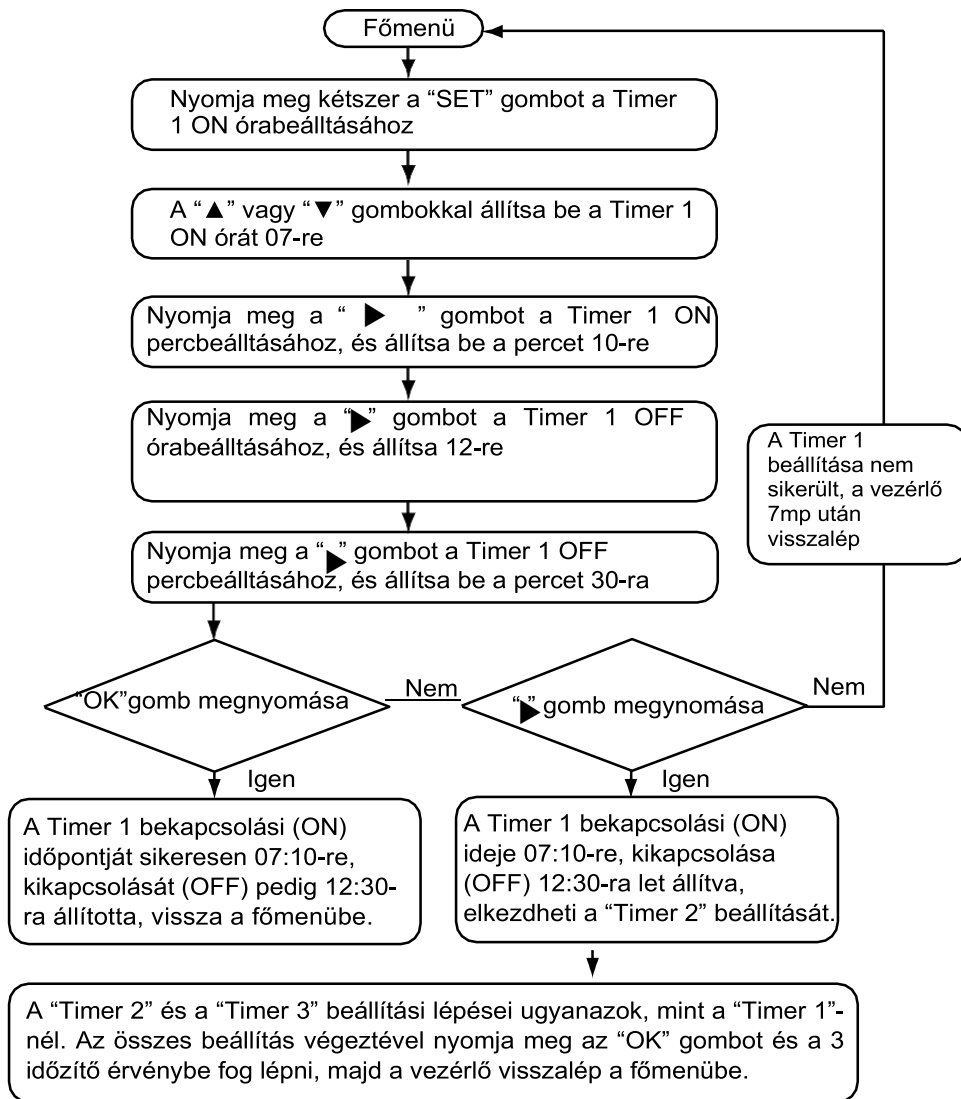 Főmenü
Nyomja meg kétszer a “SET” gombot a Timer
1 ON órabeálltásához
A “▲” vagy “▼” gombokkal állítsa be a Timer 1
ON órát 07-re
Nyomja meg a “ ▶ ” gombot a Timer 1 ON
percbeálltásához, és állítsa be a percet 10-re
Nyomja meg a “▶” gombot a Timer 1 OFF
órabeálltásához, és állítsa 12-re
A Timer 1
beállítása nem
sikerült, a vezérlő
7mp után
visszalép
Nyomja meg a “▶” gombot a Timer 1 OFF
percbeálltásához, és állítsa be a percet 30-ra
“OK”gomb megnyomása
Nem
“▶”gomb megynomása
Nem
Igen
Igen
A Timer 1 bekapcsolási (ON)
időpontját sikeresen 07:10-re,
kikapcsolását (OFF) pedig 12:30-
ra állította, vissza a főmenübe.
A Timer 1 bekapcsolási (ON)
ideje 07:10-re, kikapcsolása
(OFF) 12:30-ra let állítva,
elkezdheti a “Timer 2” beállítását.
A “Timer 2” és a “Timer 3” beállítási lépései ugyanazok, mint a “Timer 1”-
nél. Az összes beállítás végeztével nyomja meg az “OK” gombot és a 3
időzítő érvénybe fog lépni, majd a vezérlő visszalép a főmenübe.